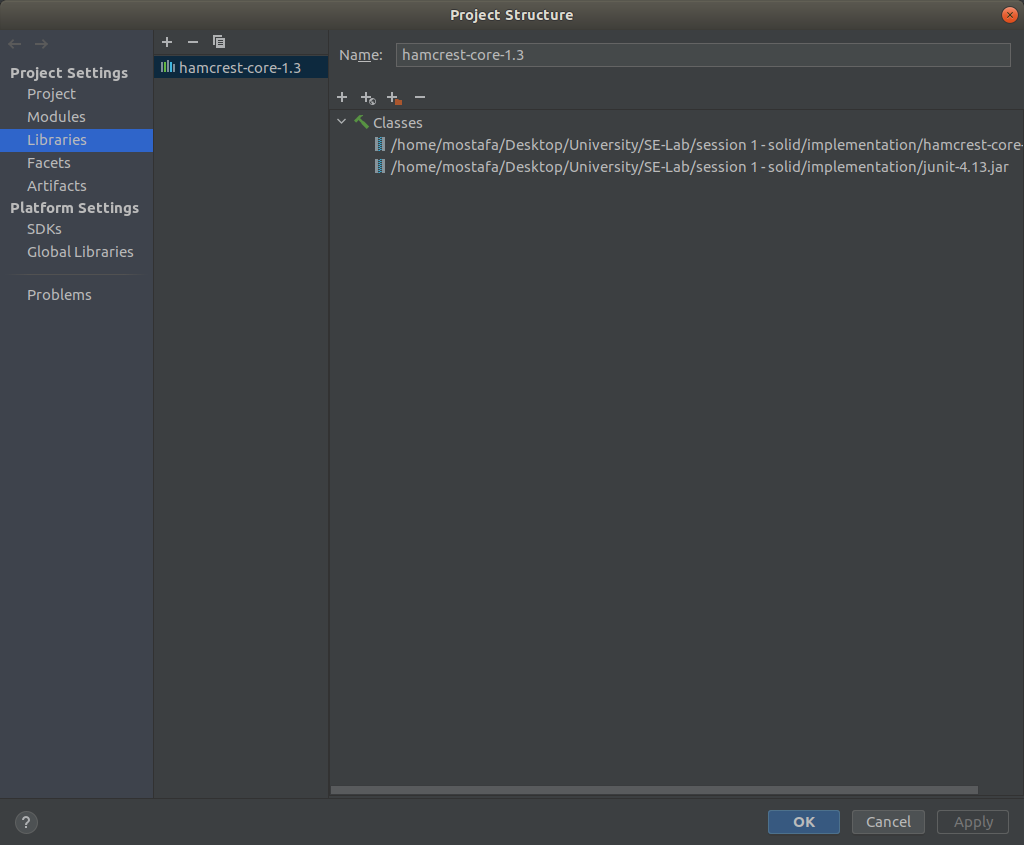 Project Structure
Project Settings
Project
Modules
Libraries
Facets
Artifacts
Platform Settings
SDKs
Global Libraries
Problems
hamcrest-core-1.3
Name: hamcrest-core-1.3
Classes
/home/mostafa/Desktop/University/SE-Lab/session 1 - solid/implementation/hamcrest-core-
/home/mostafa/Desktop/University/SE-Lab/session 1 - solid/implementation/junit-4.13.jar
?
OK Cancel Apply